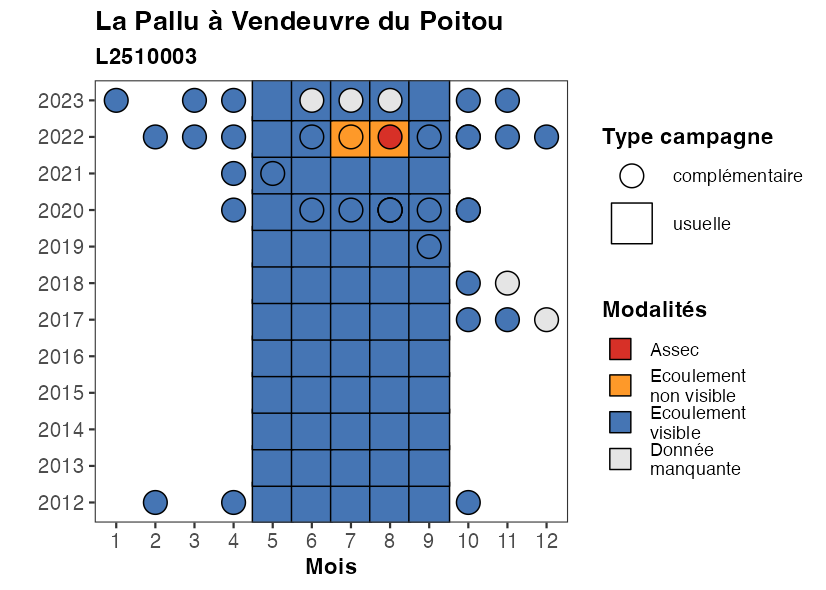 La Pallu à Vendeuvre du Poitou
L2510003
2023
2022
2021
2020
2019
2018
2017
2016
2015
2014
2013
2012
1 2 3 4 5 6 7 8 9 10 11 12
Mois
Type campagne
complémentaire
usuelle
Modalités
Assec
Ecoulement
non visible
Ecoulement
visible
Donnée
manquante